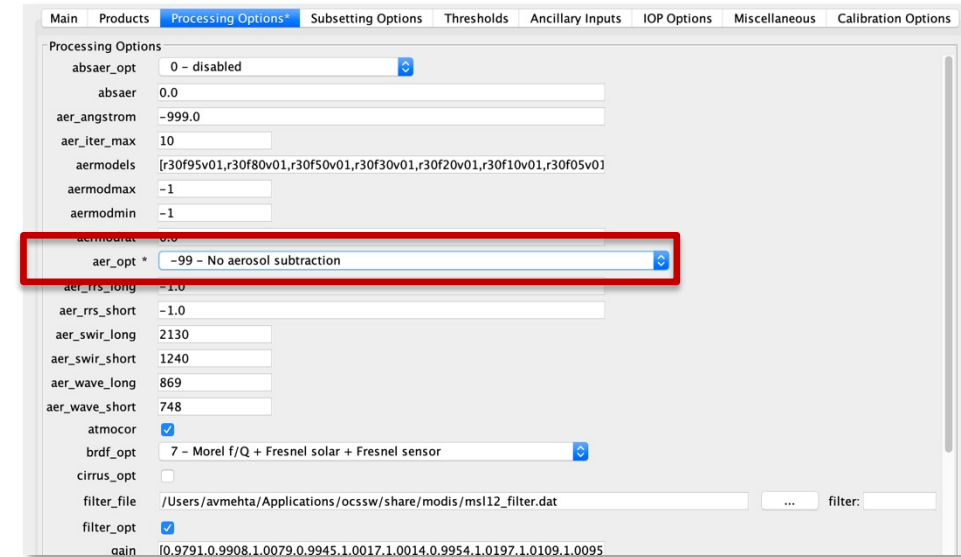 Main Products Processing Options* Subsetting Options Thresholds Ancillary Inputs IOP Options Miscellaneous Calibration Options
Processing Options
absaer_opt 0 – disabled
absaer 0.0
aer_angstrom -999.0
aer_iter_max 10
aermodels [r30f95v01,r30f80v01,r30f50v01,r30f30v01,r30f20v01,r30f10v01,r30f05v01
aermodmax -1
aermodmin -1
aermodrat 0.0
aer_opt * -99 – No aerosol subtraction
aer_rrs_long -1.0
aer_rrs_short -1.0
aer_swir_long 2130
aer_swir_short 1240
aer_wave_long 869
aer_wave_short 748
atmocor
brdf_opt 7 – Morel f/Q + Fresnel solar + Fresnel sensor
cirrus_opt
filter_file /Users/avmehta/Applications/ocssw/share/modis/msl12_filter.dat ... filter:
filter_opt
gain [0.9791,0.9908,1.0079,0.9945,1.0017,1.0014,0.9954,1.0197,1.0109,1.0095